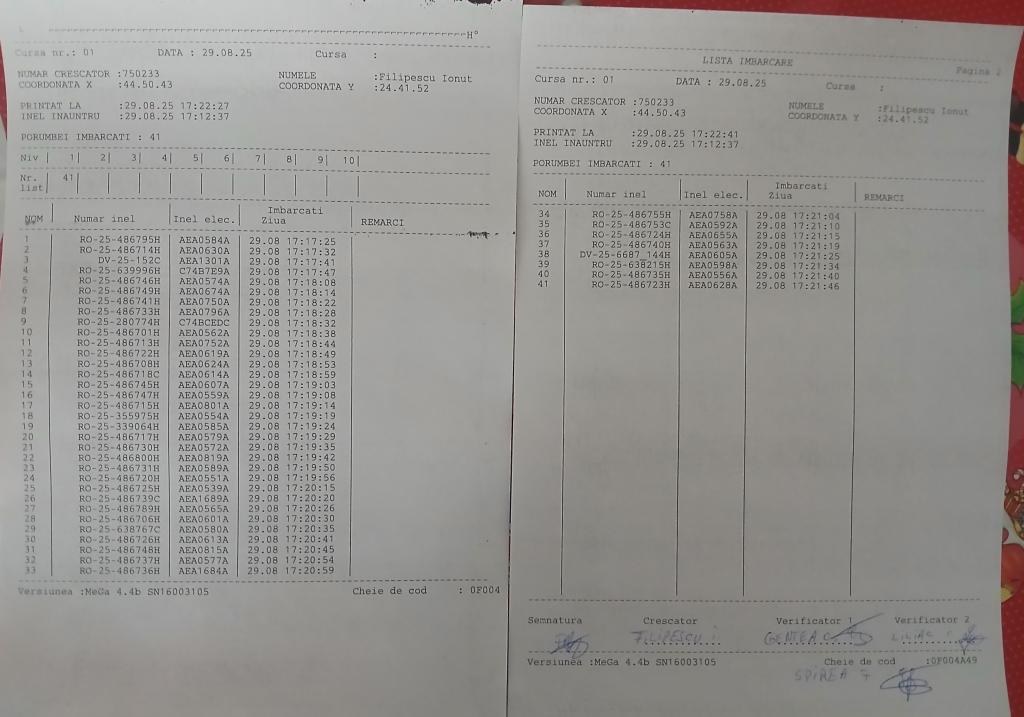 H°
Cursa nr.: 01 DATA : 29.08.25 Cursa :
NUMAR CRESCATOR :750233 NUMELE :Filipescu Ionut
COORDONATA X :44.50.43 COORDONATA Y :24.41.52
PRINTAT LA :29.08.25 17:22:27
INEL INAUNTRU :29.08.25 17:12:37
PORUMBEI IMBARCATI : 41
Niv | 1| 2| 3| 4| 5| 6| 7| 8| 9| 10|
Nr. list | 41|
NOM | Numar inel | Inel elec. | Imbarcati Ziua | REMARCI
1 RO-25-486795H AEA0584A 29.08 17:17:25
2 RO-25-486714H AEA0630A 29.08 17:17:32
3 DV-25-152C AEA1301A 29.08 17:17:41
4 RO-25-639996H C74B7E9A 29.08 17:17:47
5 RO-25-486746H AEA0574A 29.08 17:18:08
6 RO-25-486749H AEA0674A 29.08 17:18:14
7 RO-25-486741H AEA0750A 29.08 17:18:22
8 RO-25-486733H AEA0796A 29.08 17:18:28
9 RO-25-280774H C74BCEDC 29.08 17:18:32
10 RO-25-486701H AEA0562A 29.08 17:18:38
11 RO-25-486713H AEA0752A 29.08 17:18:44
12 RO-25-486722H AEA0619A 29.08 17:18:49
13 RO-25-486708H AEA0624A 29.08 17:18:53
14 RO-25-486718C AEA0614A 29.08 17:18:59
15 RO-25-486745H AEA0607A 29.08 17:19:03
16 RO-25-486747H AEA0559A 29.08 17:19:08
17 RO-25-486715H AEA0801A 29.08 17:19:14
18 RO-25-355975H AEA0554A 29.08 17:19:19
19 RO-25-339064H AEA0585A 29.08 17:19:24
20 RO-25-486717H AEA0579A 29.08 17:19:29
21 RO-25-486730H AEA0572A 29.08 17:19:35
22 RO-25-486800H AEA0819A 29.08 17:19:42
23 RO-25-486731H AEA0589A 29.08 17:19:50
24 RO-25-486720H AEA0551A 29.08 17:19:56
25 RO-25-486725H AEA0539A 29.08 17:20:15
26 RO-25-486739C AEA1689A 29.08 17:20:20
27 RO-25-486789H AEA0565A 29.08 17:20:26
28 RO-25-486706H AEA0601A 29.08 17:20:30
29 RO-25-638767C AEA0580A 29.08 17:20:35
30 RO-25-486726H AEA0613A 29.08 17:20:41
31 RO-25-486748H AEA0815A 29.08 17:20:45
32 RO-25-486737H AEA0577A 29.08 17:20:54
33 RO-25-486736H AEA1684A 29.08 17:20:59
Versiunea :MeGa 4.4b SN16003105 Cheie de cod : 0F004
LISTA IMBARCARE
Pagina 2
Cursa nr.: 01 DATA : 29.08.25 Cursa :
NUMAR CRESCATOR :750233 NUMELE :Filipescu Ionut
COORDONATA X :44.50.43 COORDONATA Y :24.41.52
PRINTAT LA :29.08.25 17:22:41
INEL INAUNTRU :29.08.25 17:12:37
PORUMBEI IMBARCATI : 41
NOM | Numar inel | Inel elec. | Imbarcati Ziua | REMARCI
34 RO-25-486755H AEA0758A 29.08 17:21:04
35 RO-25-486753C AEA0592A 29.08 17:21:10
36 RO-25-486724H AEA0655A 29.08 17:21:15
37 RO-25-486740H AEA0563A 29.08 17:21:19
38 DV-25-6687_144H AEA0605A 29.08 17:21:25
39 RO-25-638215H AEA0598A 29.08 17:21:34
40 RO-25-486735H AEA0556A 29.08 17:21:40
41 RO-25-486723H AEA0628A 29.08 17:21:46
Semnatura Crescator Verificator 1 Verificator 2
FILIPESCU i. GENTEA C LILIAC
Versiunea :MeGa 4.4b SN16003105 Cheie de cod :0F004A49
SPIREA F